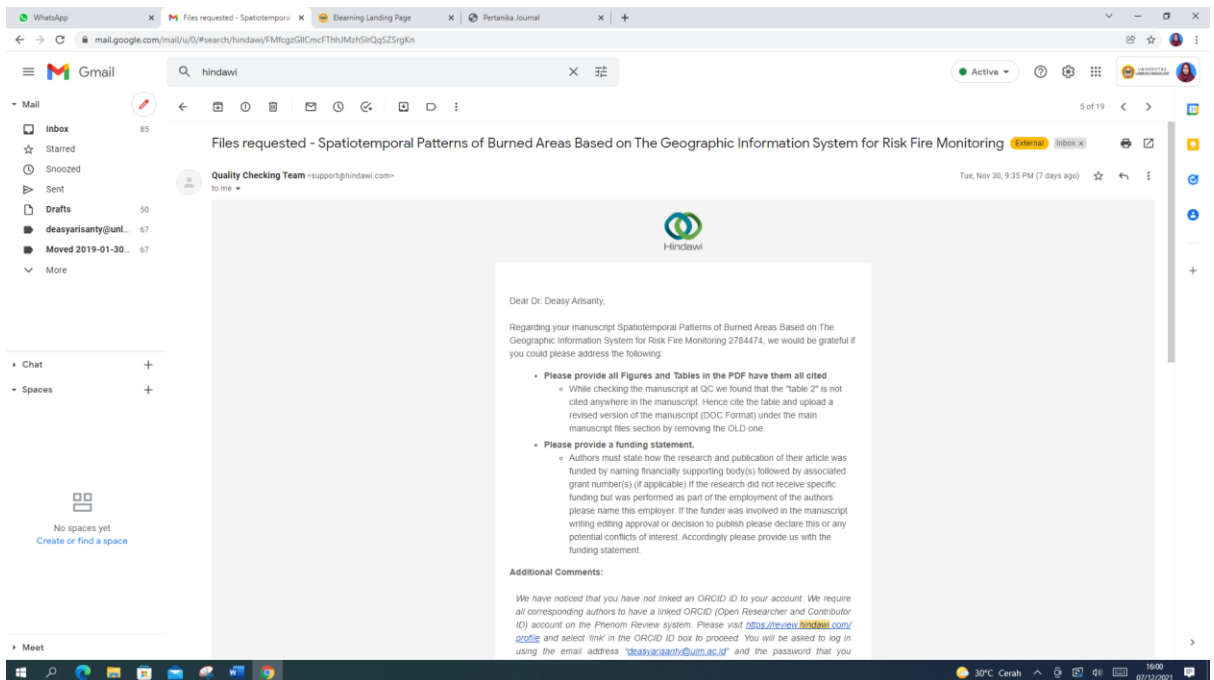 WhatsApp
Files requested - Spatiotemporal
Elearning Landing Page
Pertanika Journal
mail.google.com/mail/u/0/#search/hindawi/FMfcgzGllCmcFThhJMzhSlrQqSZSrgKn
Gmail
hindawi
Active
UNIVERSITAS
5 of 19
Mail
Inbox 85
Starred
Snoozed
Sent
Drafts 50
deasyarisanty@unl... 67
Moved 2019-01-30... 67
More
Chat
Spaces
No spaces yet
Create or find a space
Meet
Files requested - Spatiotemporal Patterns of Burned Areas Based on The Geographic Information System for Risk Fire Monitoring External Inbox x
Quality Checking Team <support@hindawi.com> Tue, Nov 30, 9:35 PM (7 days ago)
to me
Hindawi
Dear Dr. Deasy Arisanty,
Regarding your manuscript Spatiotemporal Patterns of Burned Areas Based on The
Geographic Information System for Risk Fire Monitoring 2784474, we would be grateful if
you could please address the following:
• Please provide all Figures and Tables in the PDF have them all cited
◦ While checking the manuscript at QC we found that the "table 2" is not
cited anywhere in the manuscript. Hence cite the table and upload a
revised version of the manuscript (DOC Format) under the main
manuscript files section by removing the OLD one.
• Please provide a funding statement.
◦ Authors must state how the research and publication of their article was
funded by naming financially supporting body(s) followed by associated
grant number(s) (if applicable) If the research did not receive specific
funding but was performed as part of the employment of the authors
please name this employer. If the funder was involved in the manuscript
writing editing approval or decision to publish please declare this or any
potential conflicts of interest. Accordingly please provide us with the
funding statement.
Additional Comments:
We have noticed that you have not linked an ORCID iD to your account. We require
all corresponding authors to have a linked ORCID (Open Researcher and Contributor
ID) account on the Phenom Review system. Please visit https://review.hindawi.com/
profile and select 'link' in the ORCID ID box to proceed. You will be asked to log in
using the email address "deasyarisanty@ulm.ac.id" and the password that you
30°C Cerah
16:00
07/12/2021